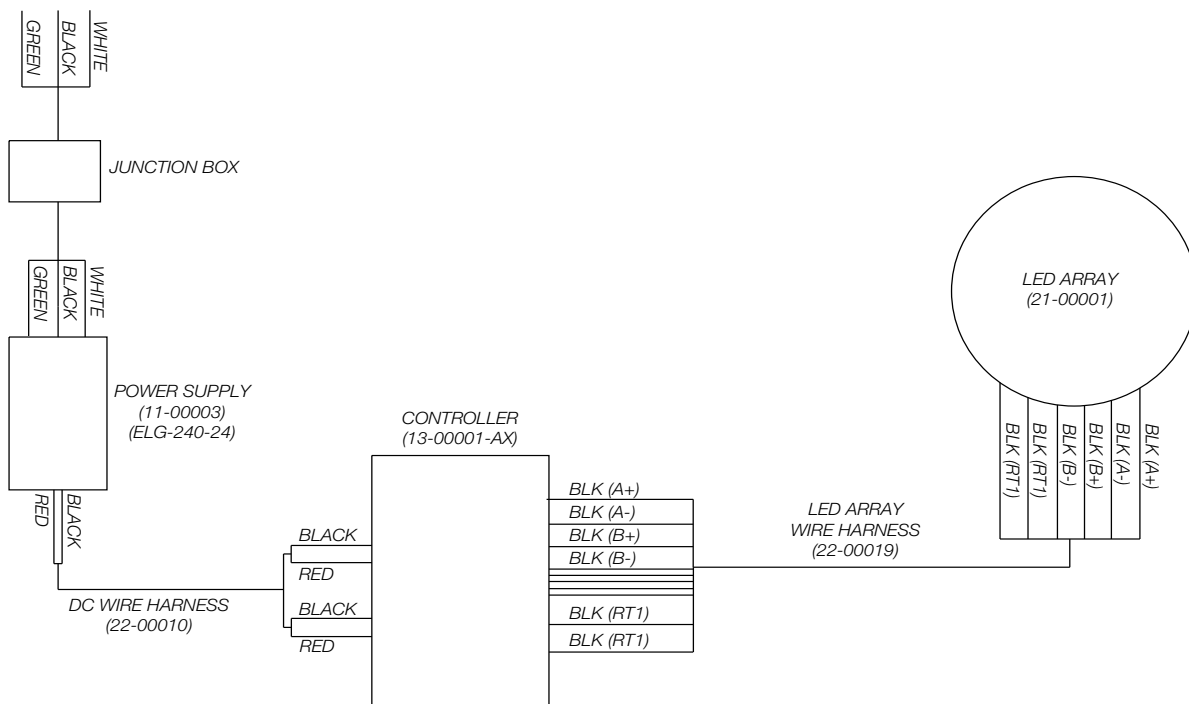 GREEN
BLACK
WHITE
JUNCTION BOX
GREEN
BLACK
WHITE
POWER SUPPLY
(11-00003)
(ELG-240-24)
RED
BLACK
DC WIRE HARNESS
(22-00010)
BLACK
RED
BLACK
RED
CONTROLLER
(13-00001-AX)
BLK (A+)
BLK (A-)
BLK (B+)
BLK (B-)
BLK (RT1)
BLK (RT1)
LED ARRAY
WIRE HARNESS
(22-00019)
LED ARRAY
(21-00001)
BLK (RT1)
BLK (RT1)
BLK (B-)
BLK (B+)
BLK (A-)
BLK (A+)